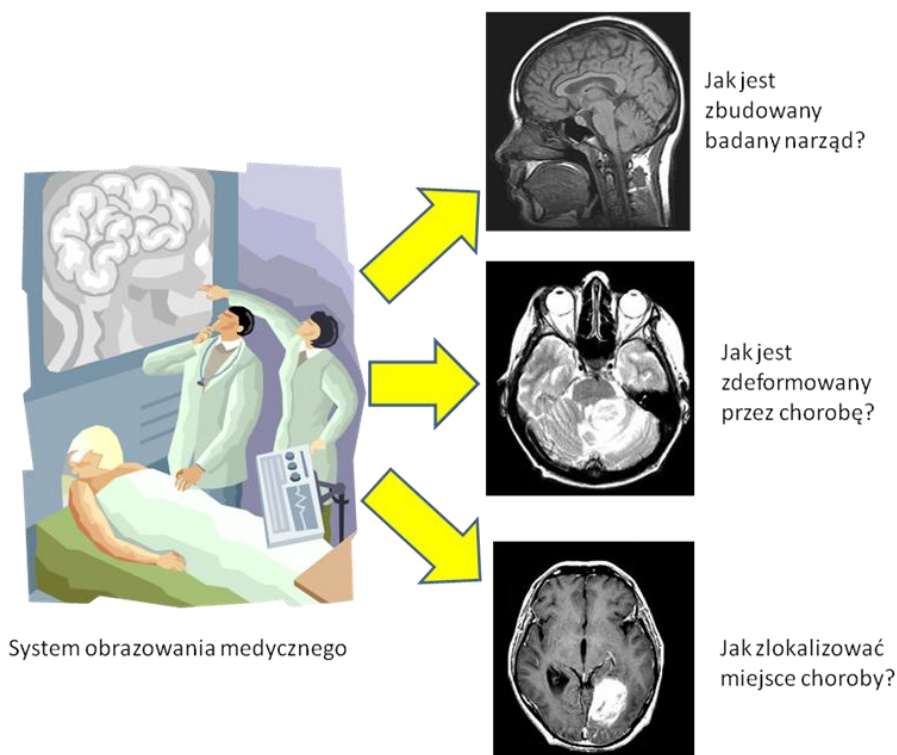 Jak jest
zbudowany
badany narząd?
Jak jest
zdeformowany
przez chorobę?
System obrazowania medycznego
Jak zlokalizować
miejsce choroby?